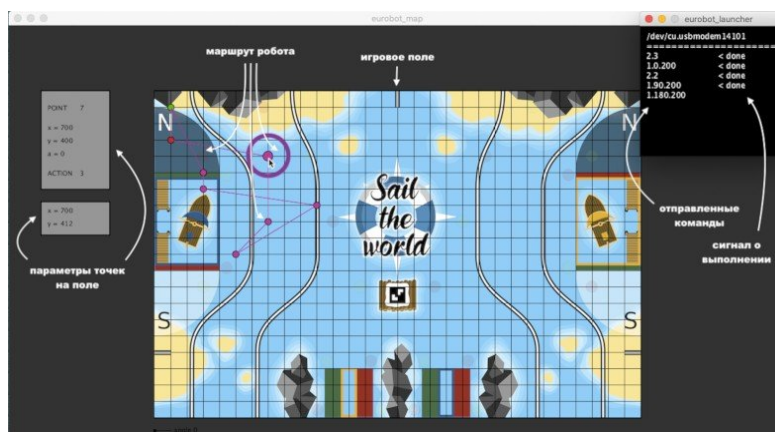 eurobot_map
eurobot_launcher
/dev/cu.usbmodem14101
====================
2.3 < done
1.0.200 < done
2.2 < done
1.90.200 < done
1.180.200
маршрут робота
игровое поле
POINT 7
x = 700
y = 400
a = 0
ACTION 3
x = 700
y = 412
параметры точек
на поле
N
N
Sail
the
world
S
S
отправленные
команды
сигнал о
выполнении